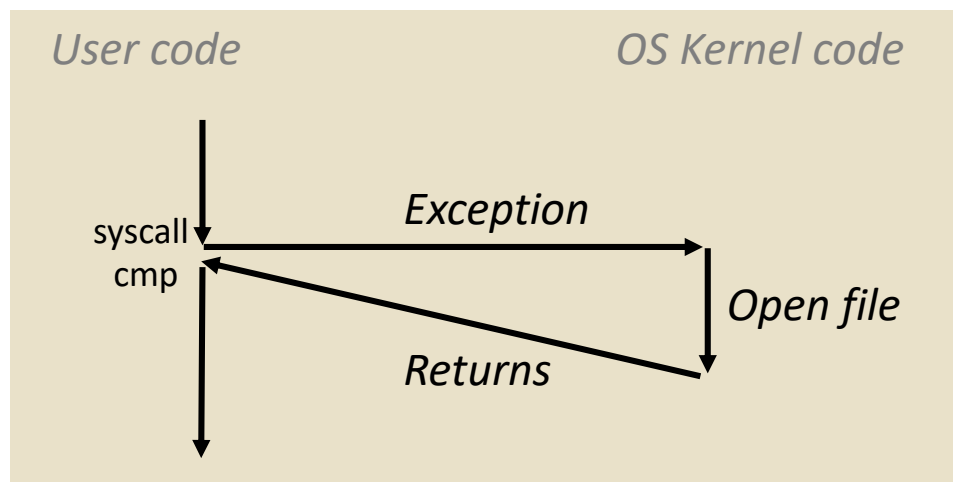 User code
OS Kernel code
Exception
syscall
cmp
Open file
Returns